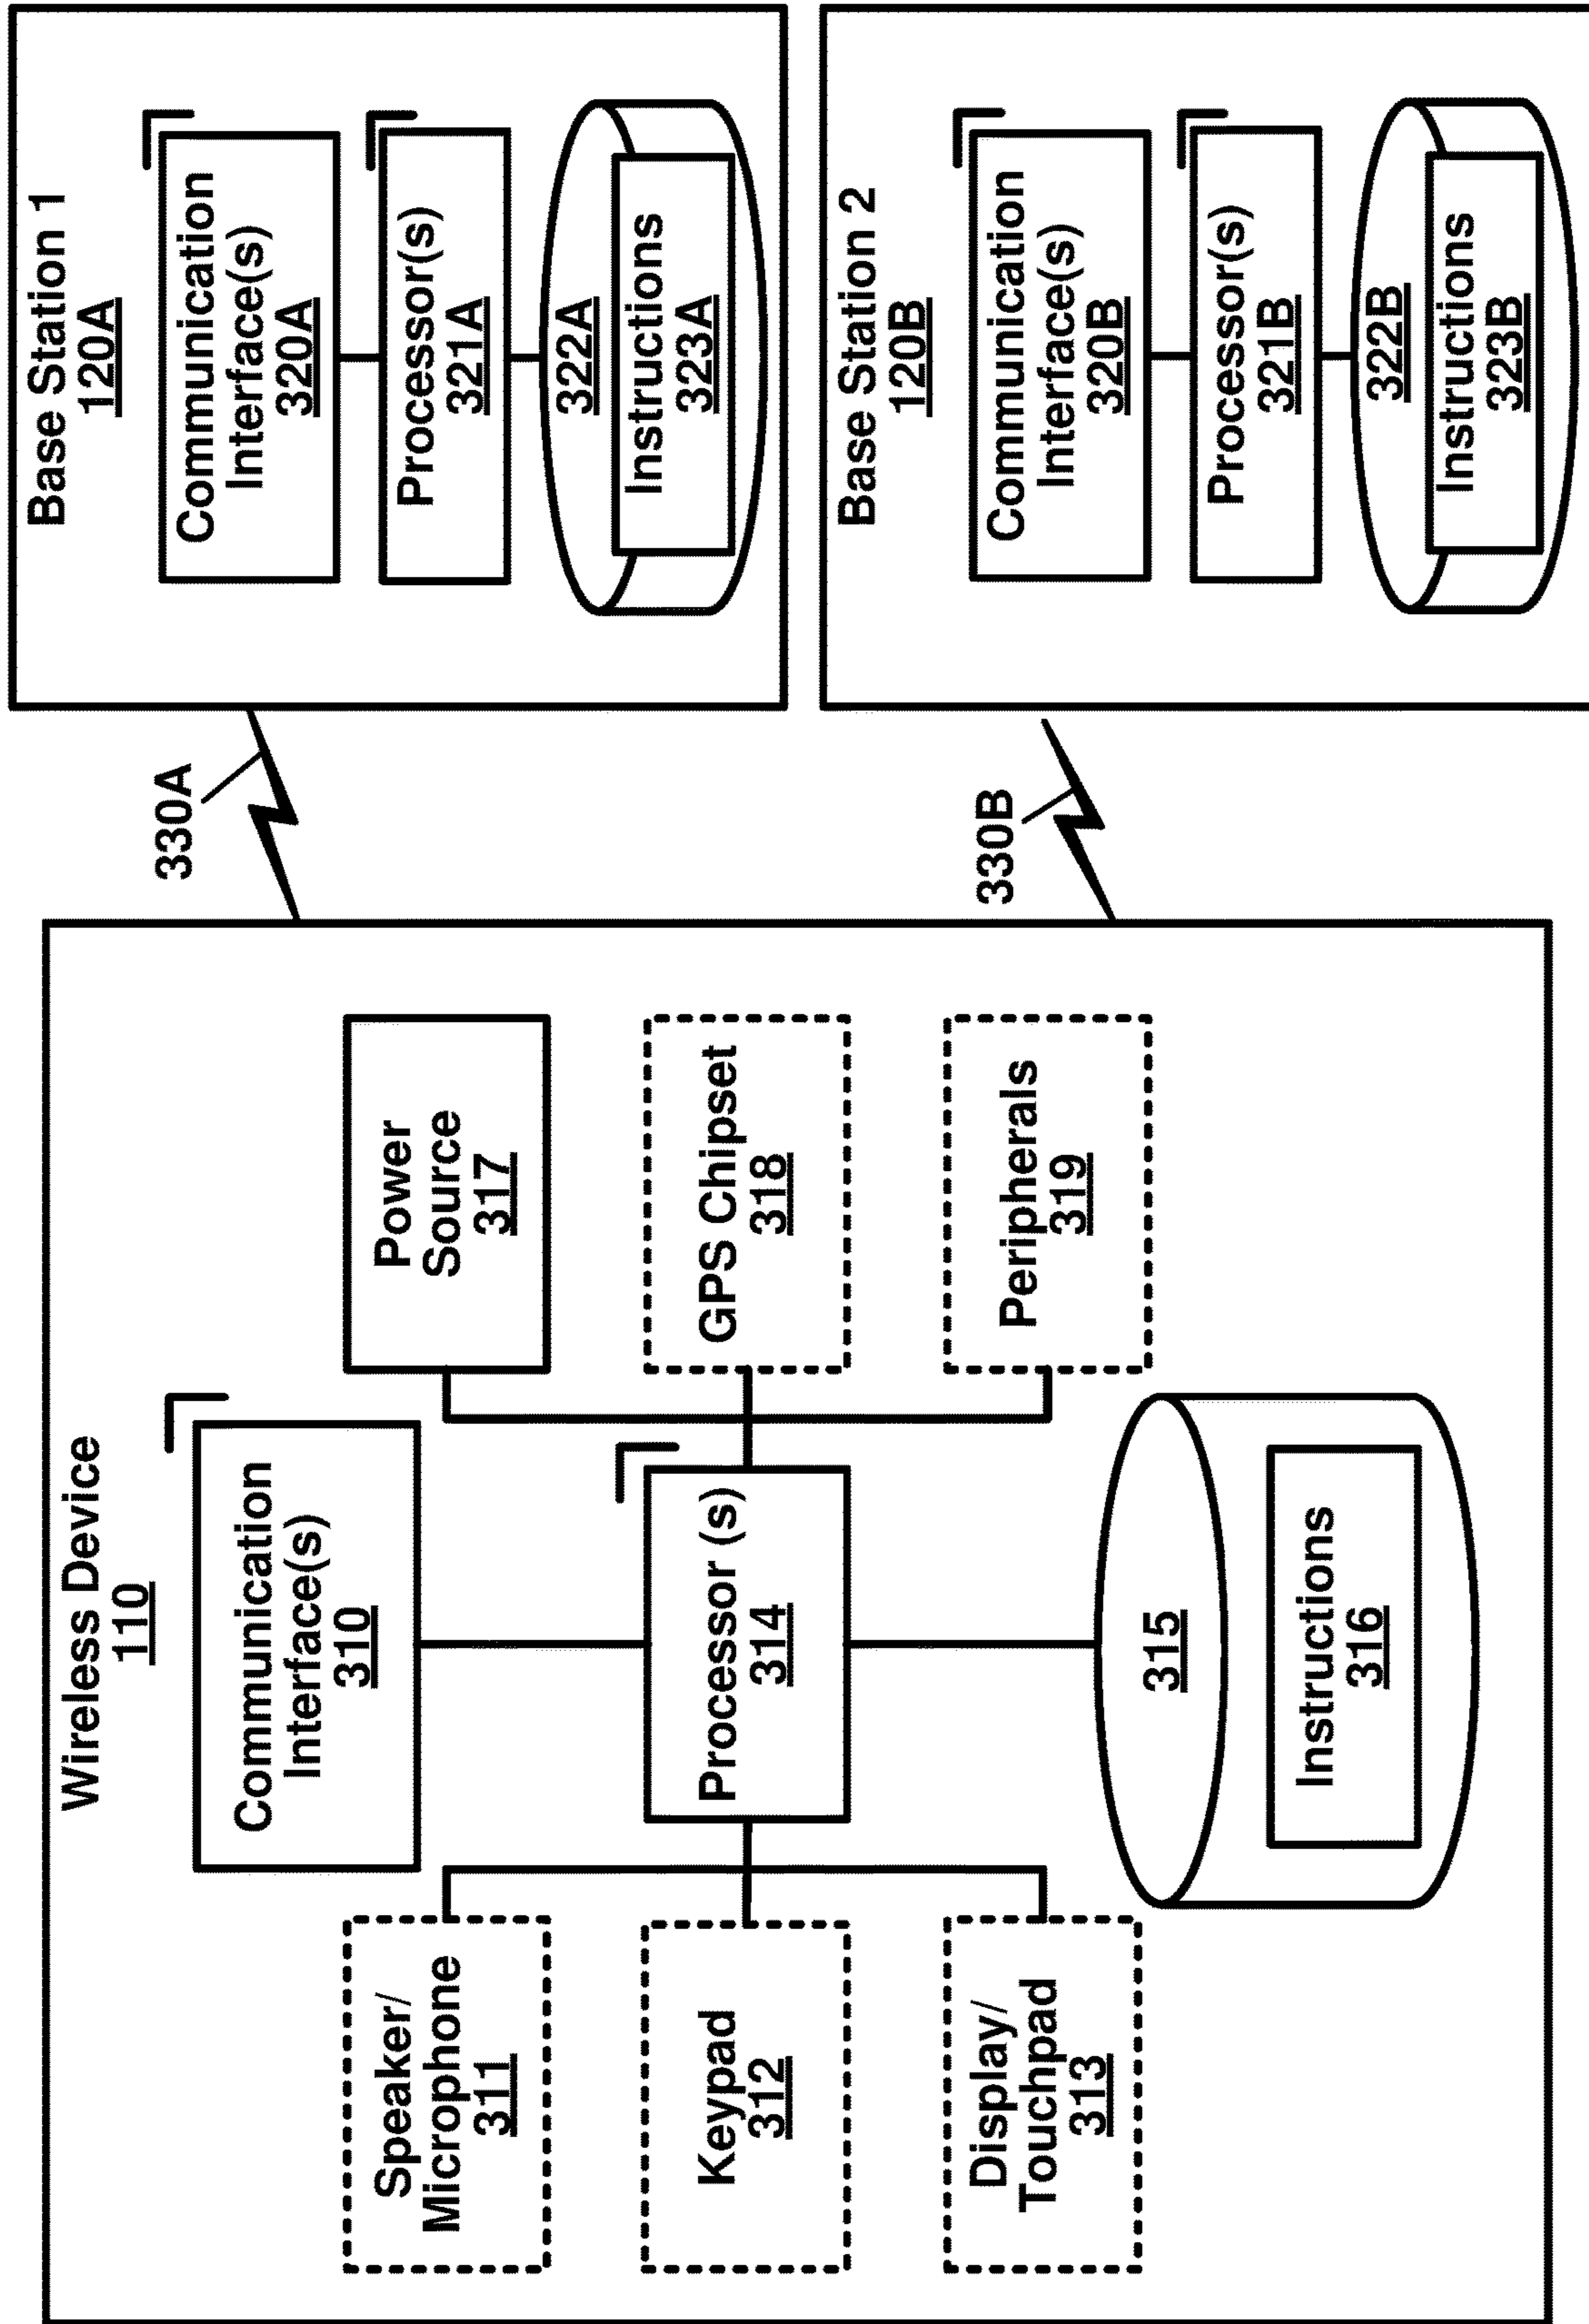 Wireless Device
110
Communication
Interface(s)
310
Speaker/
Microphone
311
Keypad
312
Display/
Touchpad
313
Processor (s)
314
Power
Source
317
GPS Chipset
318
Peripherals
319
315
Instructions
316
330A
330B
Base Station 1
120A
Communication
Interface(s)
320A
Processor(s)
321A
322A
Instructions
323A
Base Station 2
120B
Communication
Interface(s)
320B
Processor(s)
321B
322B
Instructions
323B